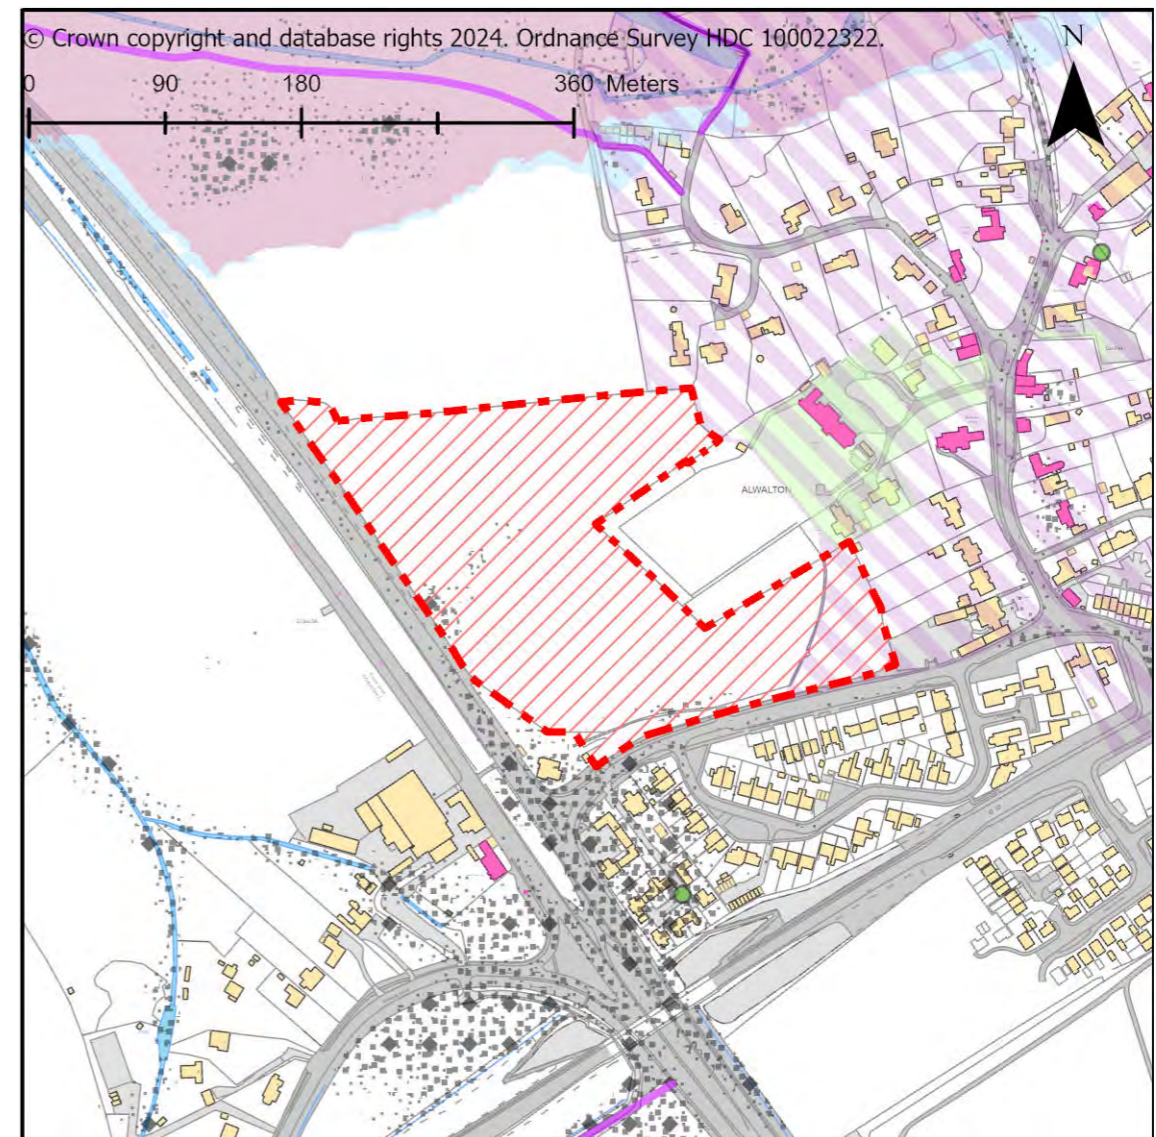 © Crown copyright and database rights 2024. Ordnance Survey HDC 100022322.
N
0 90 180 360 Meters
ALWALTON